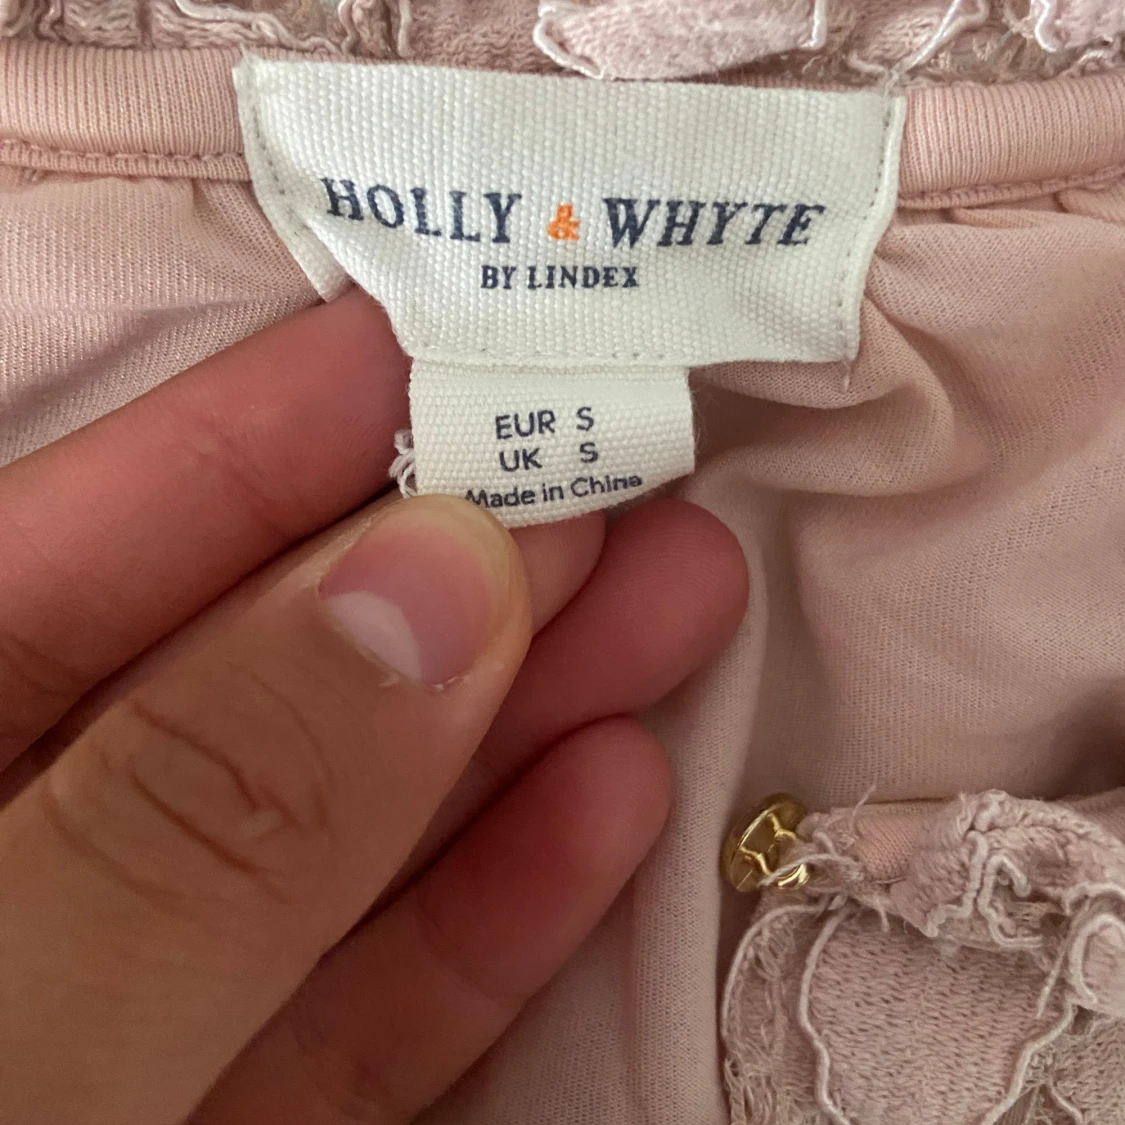 HOLLY & WHYTE
BY LINDEX
EUR S
UK S
Made in China